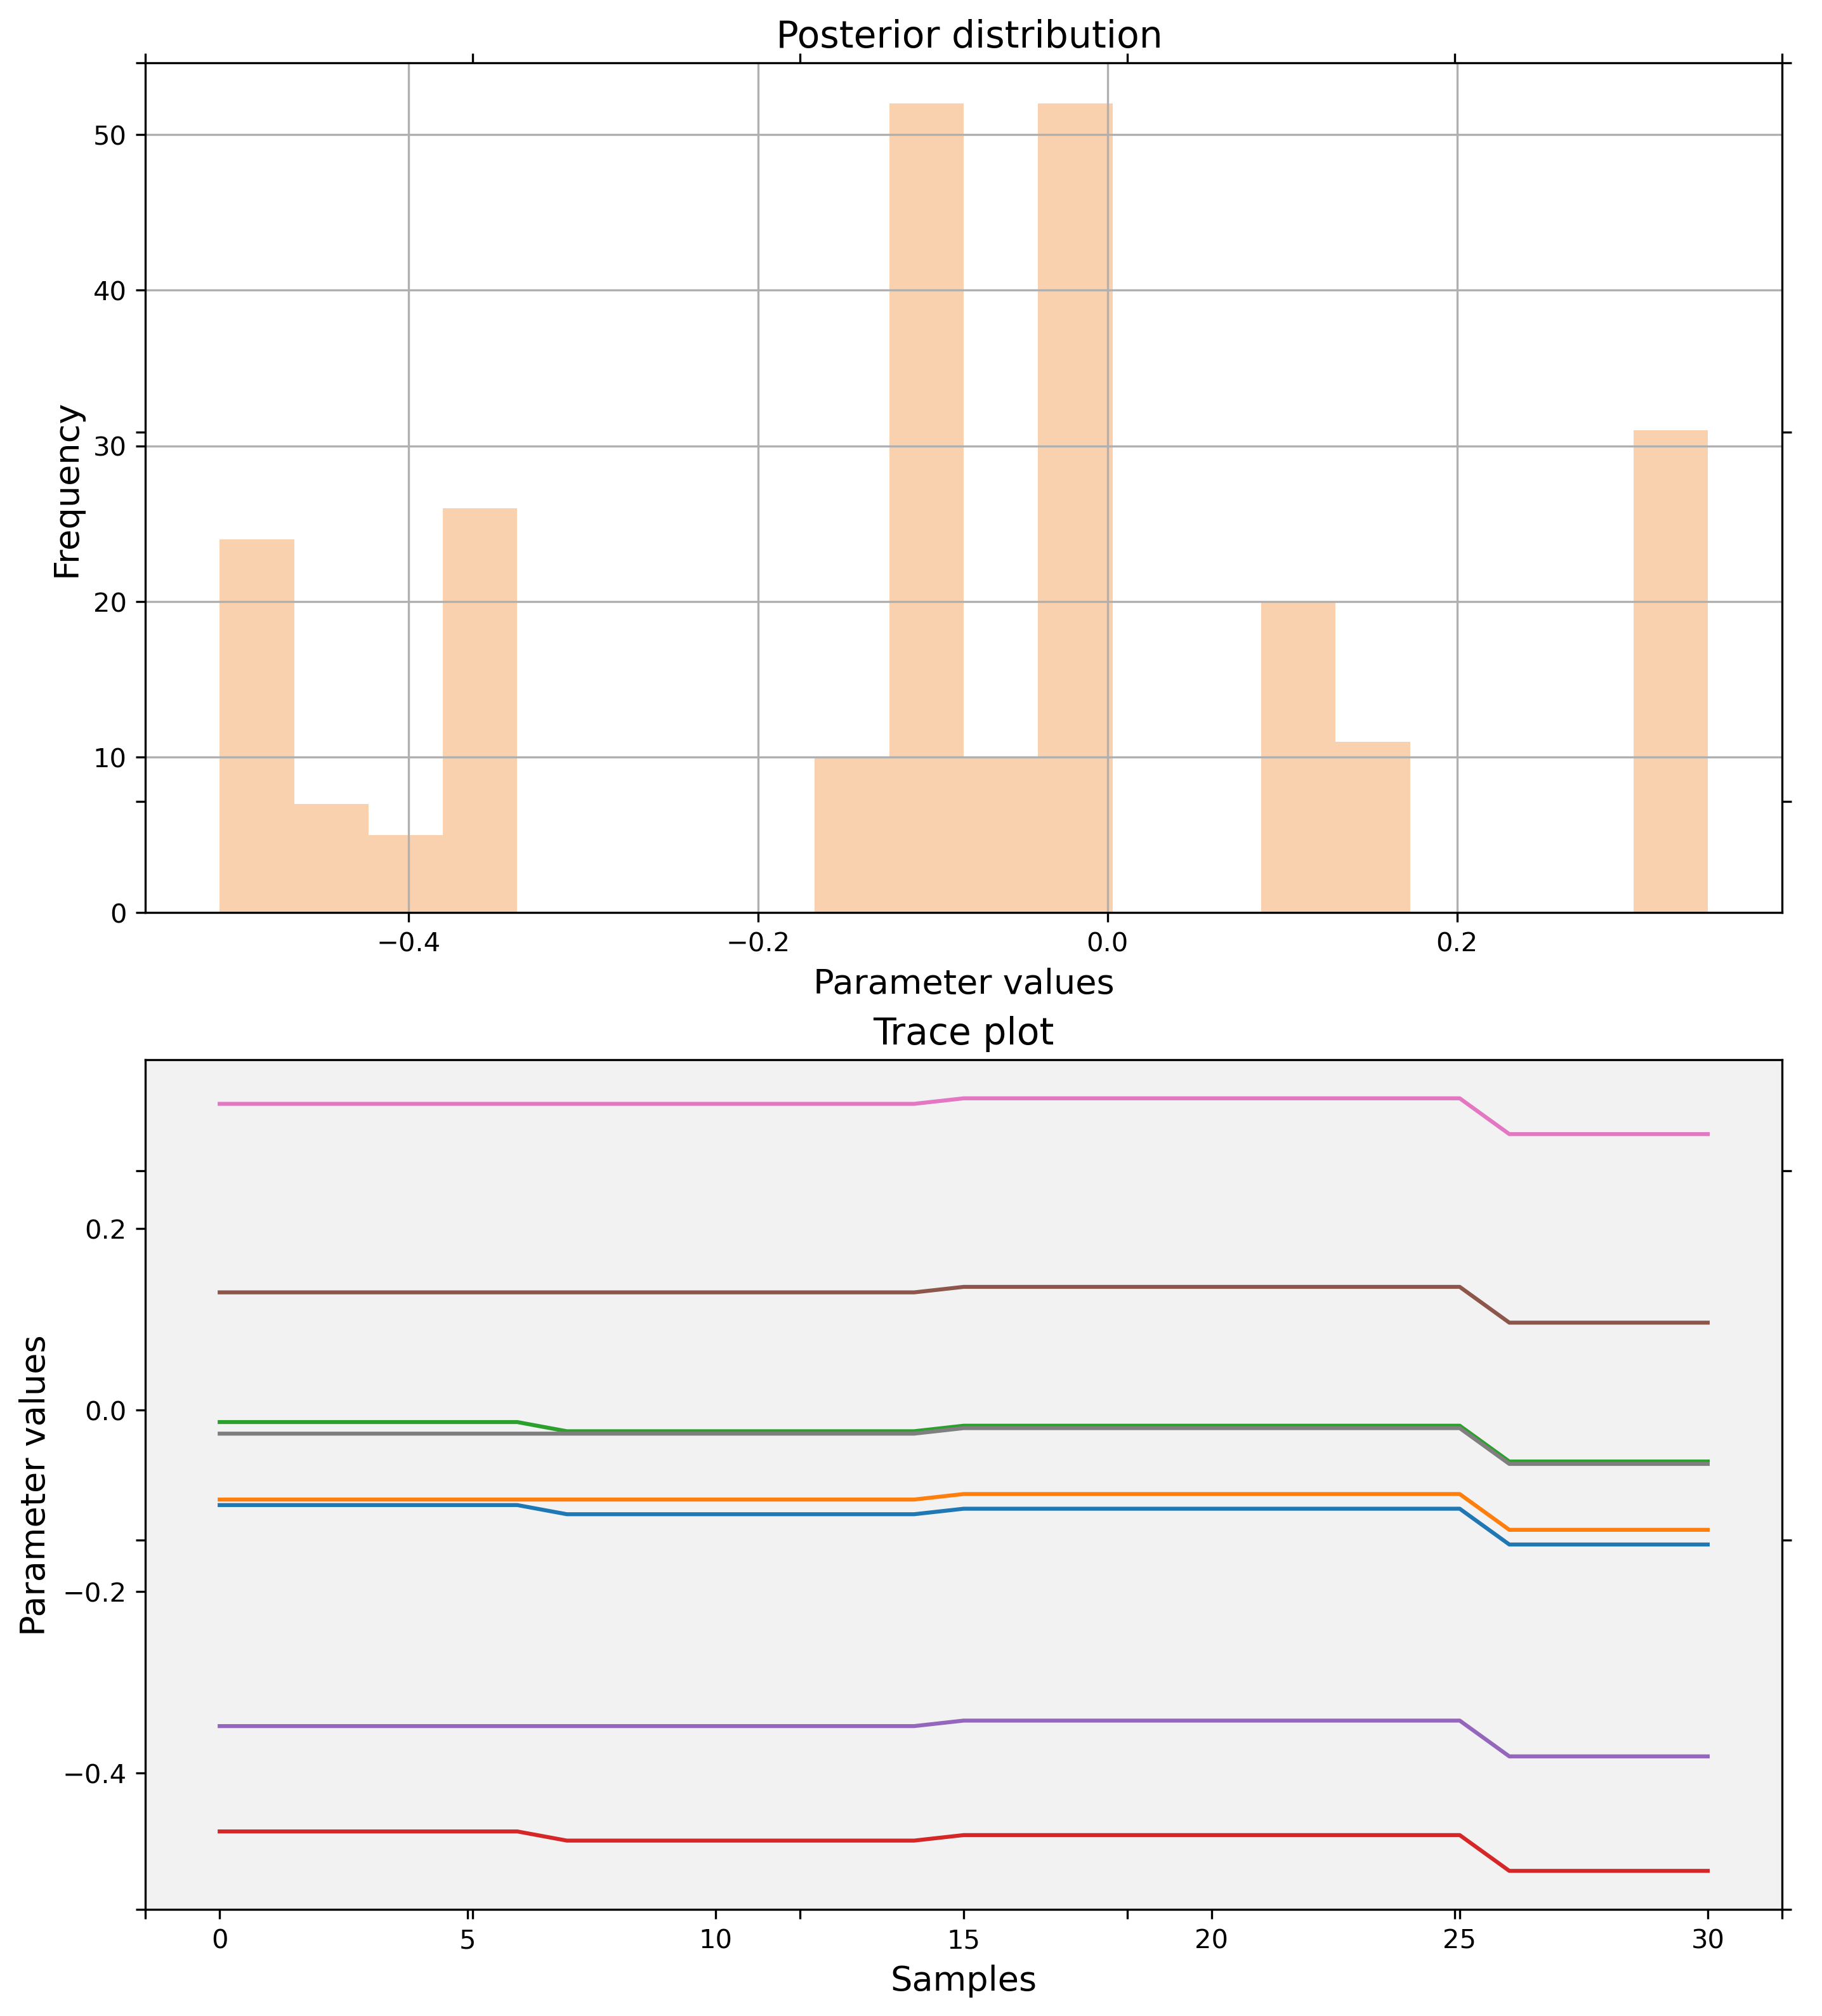 Posterior distribution
50
40
30
20
10
0
Frequency
−0.4 −0.2 0.0 0.2
Parameter values
Trace plot
0.2
0.0
−0.2
−0.4
Parameter values
0 5 10 15 20 25 30
Samples